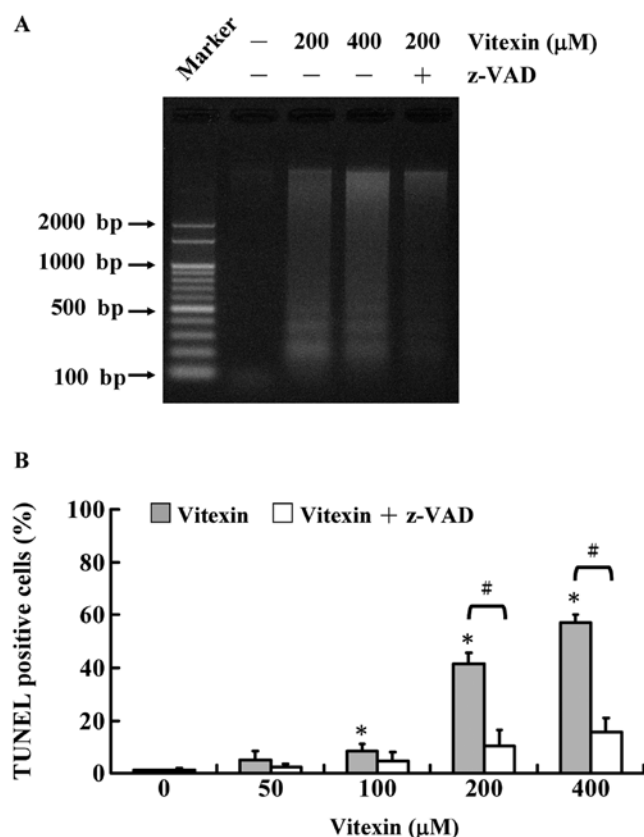 A
Marker
– 200 400 200 Vitexin (μM)
– – – + z-VAD
2000 bp
1000 bp
500 bp
100 bp
B
Vitexin Vitexin + z-VAD
TUNEL positive cells (%)
100
80
60
40
20
0
# #
* * *
0 50 100 200 400
Vitexin (μM)